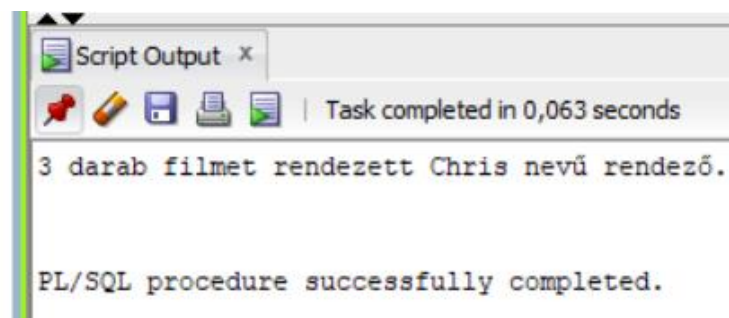 Script Output x
Task completed in 0,063 seconds
3 darab filmet rendezett Chris nevű rendező.
PL/SQL procedure successfully completed.